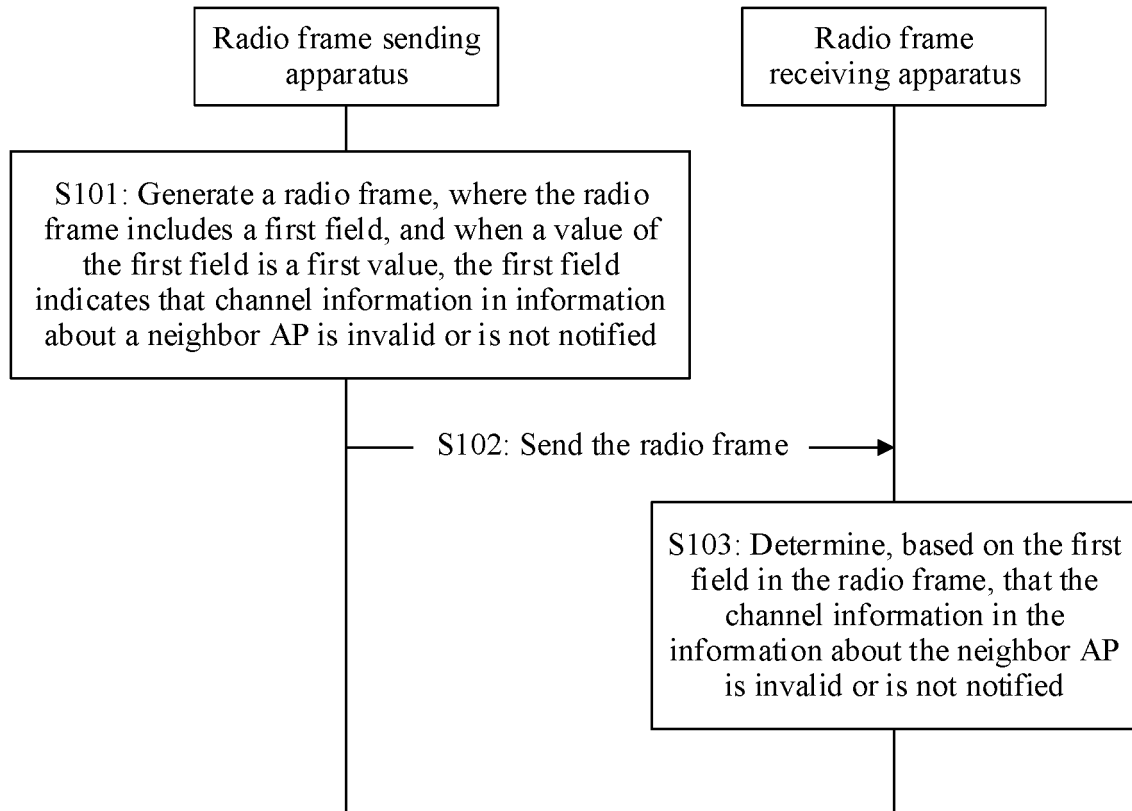 Radio frame sending
apparatus
Radio frame
receiving apparatus
S101: Generate a radio frame, where the radio
frame includes a first field, and when a value of
the first field is a first value, the first field
indicates that channel information in information
about a neighbor AP is invalid or is not notified
S102: Send the radio frame
S103: Determine, based on the first
field in the radio frame, that the
channel information in the
information about the neighbor AP
is invalid or is not notified